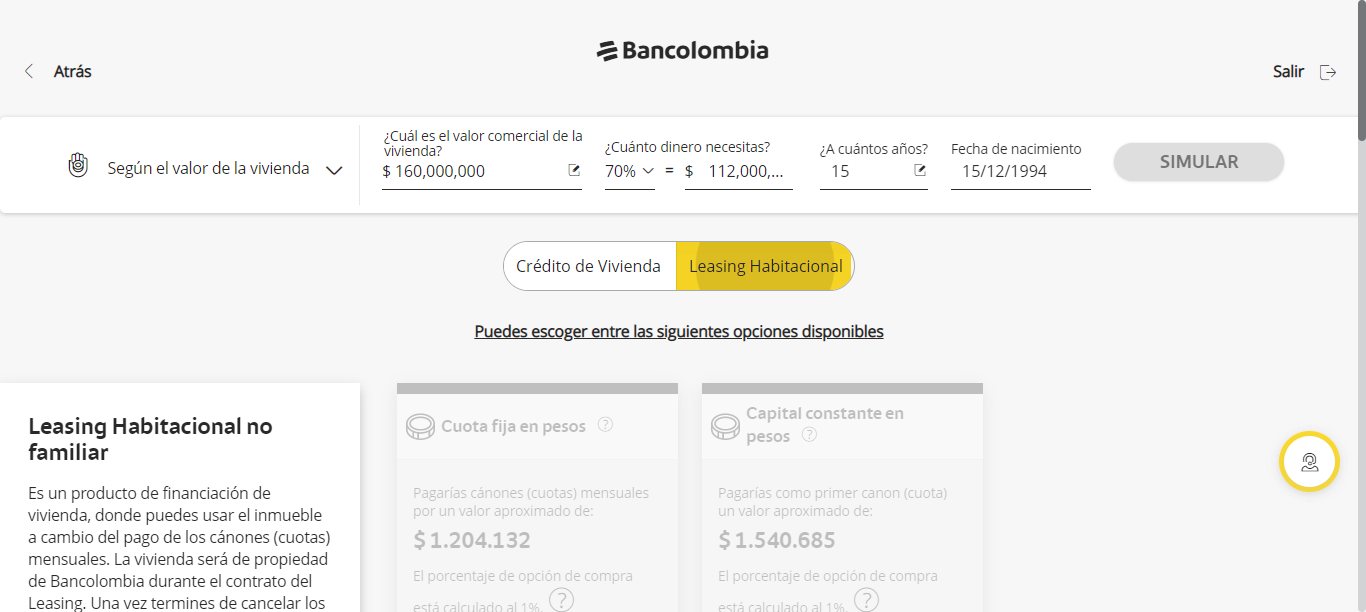 Bancolombia
Atrás
Salir
Según el valor de la vivienda
¿Cuál es el valor comercial de la
vivienda?
$ 160,000,000
¿Cuánto dinero necesitas?
70% = $ 112,000,...
¿A cuántos años?
15
Fecha de nacimiento
15/12/1994
SIMULAR
Crédito de Vivienda
Leasing Habitacional
Puedes escoger entre las siguientes opciones disponibles
Leasing Habitacional no
familiar
Es un producto de financiación de
vivienda, donde puedes usar el inmueble
a cambio del pago de los cánones (cuotas)
mensuales. La vivienda será de propiedad
de Bancolombia durante el contrato del
Leasing. Una vez termines de cancelar los
Cuota fija en pesos ?
Pagarías cánones (cuotas) mensuales
por un valor aproximado de:
$ 1.204.132
El porcentaje de opción de compra
está calculado al 1%. ?
Capital constante en
pesos ?
Pagarías como primer canon (cuota)
un valor aproximado de:
$ 1.540.685
El porcentaje de opción de compra
está calculado al 1%. ?